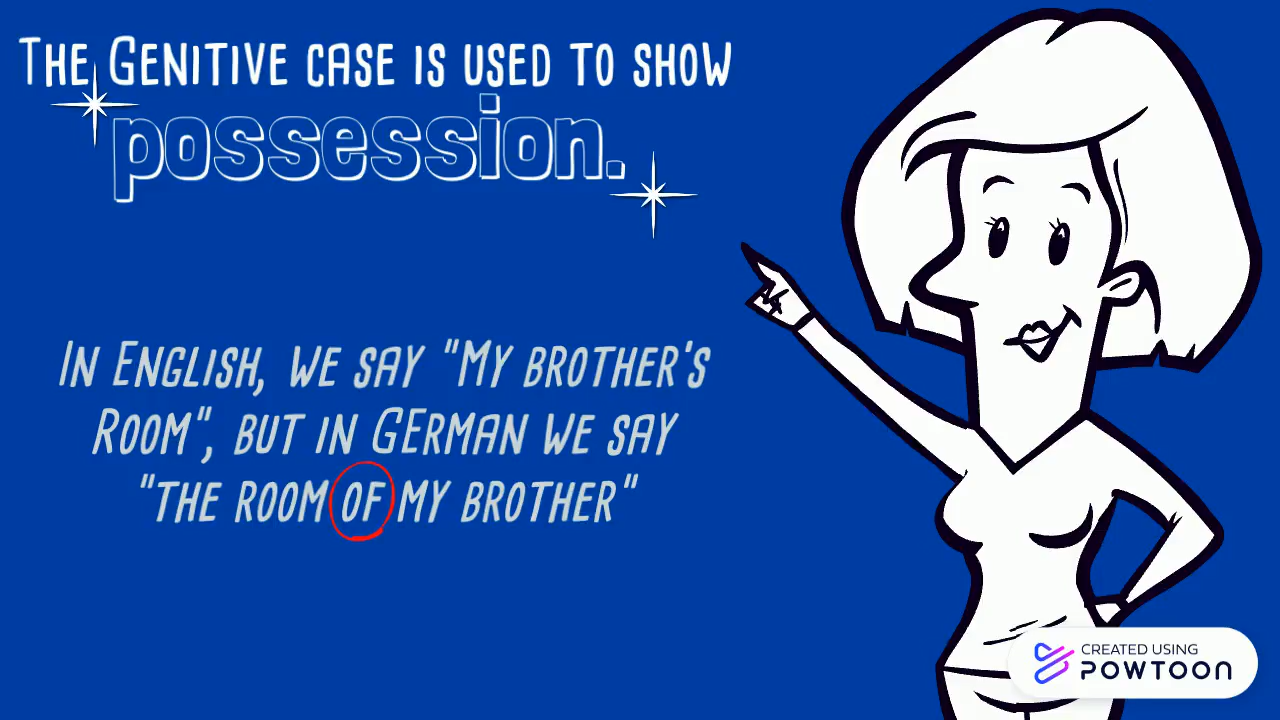 The Genitive case is used to show
possession.
In English, we say "My brother's
Room", but in German we say
"the room of my brother"
CREATED USING
POWTOON